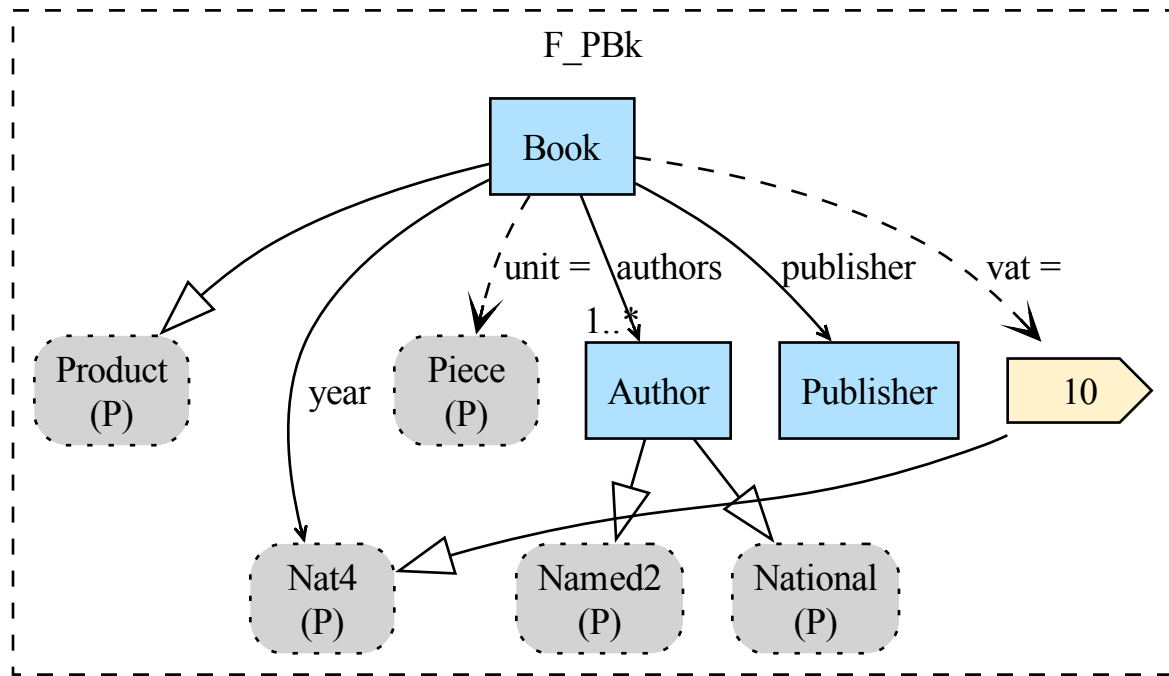 F_PBk
Book
unit =
authors
publisher
vat =
1..*
Product
(P)
year
Piece
(P)
Author
Publisher
10
Nat4
(P)
Named2
(P)
National
(P)